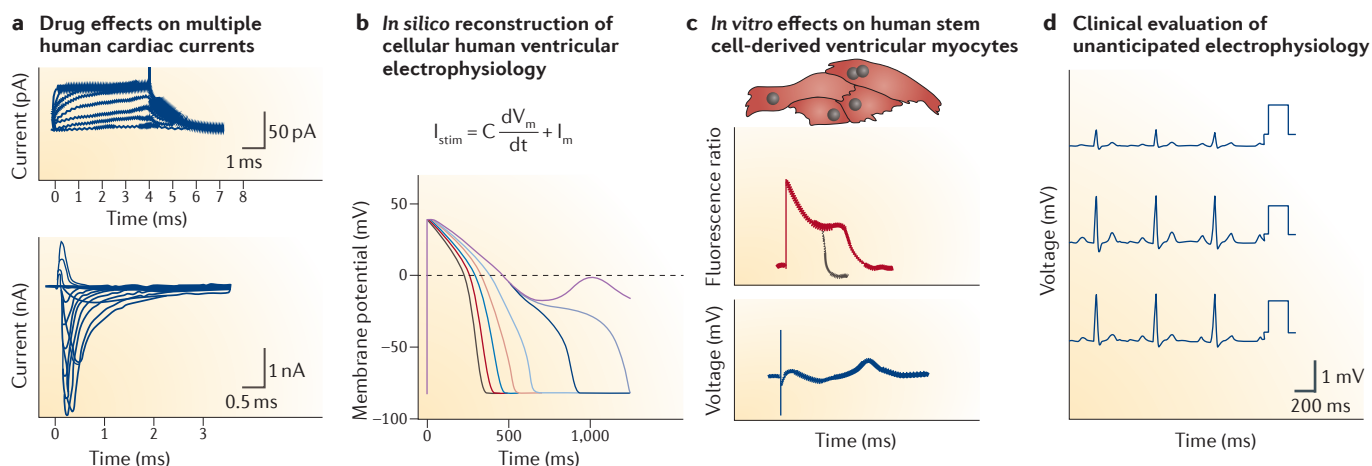 a Drug effects on multiple
human cardiac currents
Current (pA)
50 pA
1 ms
0 1 2 3 4 5 6 7 8
Time (ms)
Current (nA)
1 nA
0.5 ms
0 1 2 3
Time (ms)
b In silico reconstruction of
cellular human ventricular
electrophysiology
I_stim = C dV_m/dt + I_m
Membrane potential (mV)
50
0
−50
−100
0 500 1,000
Time (ms)
c In vitro effects on human stem
cell-derived ventricular myocytes
Fluorescence ratio
Voltage (mV)
Time (ms)
d Clinical evaluation of
unanticipated electrophysiology
Voltage (mV)
1 mV
200 ms
Time (ms)